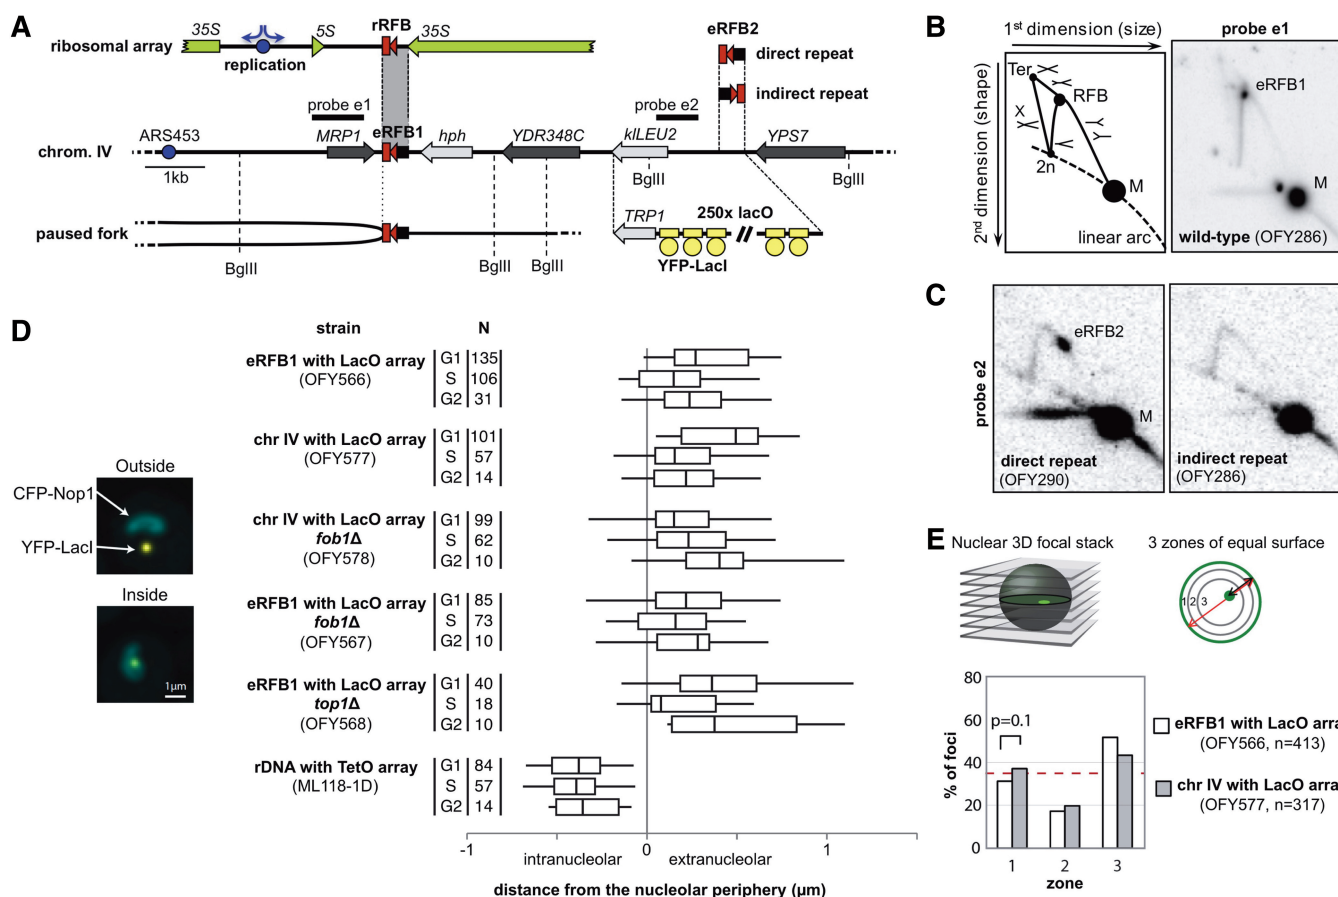 A
ribosomal array
35S
5S
rRFB
35S
replication
eRFB2
direct repeat
indirect repeat
probe e1
probe e2
ARS453
MRP1
eRFB1
hph
YDR348C
klLEU2
YPS7
chrom. IV
1kb
BglII
BglII
TRP1
250x lacO
paused fork
YFP-LacI
BglII
BglII
BglII
B
1st dimension (size)
probe e1
2nd dimension (shape)
Ter
RFB
X
2n
M
linear arc
eRFB1
M
wild-type (OFY286)
C
probe e2
eRFB2
M
direct repeat
(OFY290)
indirect repeat
(OFY286)
D
strain N
eRFB1 with LacO array
(OFY566)
G1 135
S 106
G2 31
chr IV with LacO array
(OFY577)
G1 101
S 57
G2 14
chr IV with LacO array
fob1Δ
(OFY578)
G1 99
S 62
G2 10
eRFB1 with LacO array
fob1Δ
(OFY567)
G1 85
S 73
G2 10
eRFB1 with LacO array
top1Δ
(OFY568)
G1 40
S 18
G2 10
rDNA with TetO array
(ML118-1D)
G1 84
S 57
G2 14
Outside
CFP-Nop1
YFP-LacI
Inside
1µm
-1 0 1
intranucleolar extranucleolar
distance from the nucleolar periphery (µm)
E
Nuclear 3D focal stack
3 zones of equal surface
1 2 3
80
60
40
20
0
% of foci
p=0.1
1 2 3
zone
eRFB1 with LacO arra
(OFY566, n=413)
chr IV with LacO arra
(OFY577, n=317)